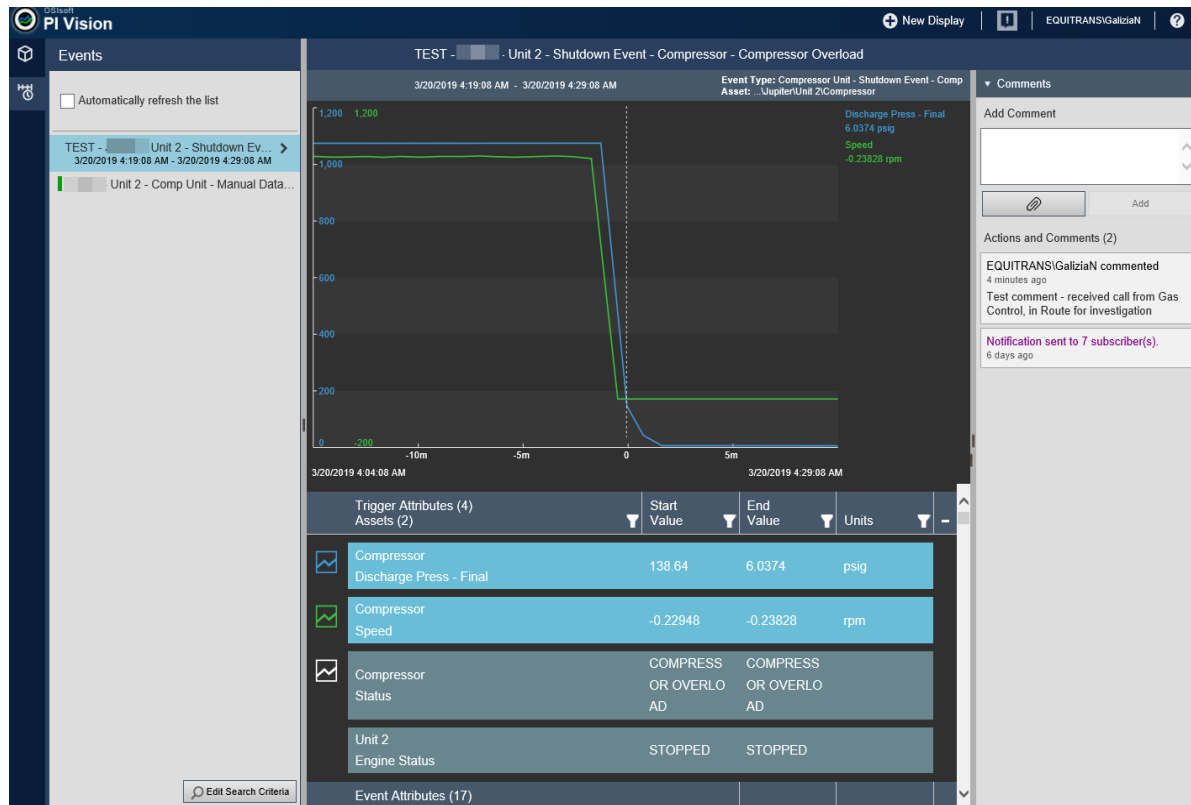 OSIsoft
PI Vision
New Display
EQUITRANS\GaliziaN
?
Events
Automatically refresh the list
TEST - Unit 2 - Shutdown Ev...
3/20/2019 4:19:08 AM - 3/20/2019 4:29:08 AM
Unit 2 - Comp Unit - Manual Data...
Edit Search Criteria
TEST - - Unit 2 - Shutdown Event - Compressor - Compressor Overload
3/20/2019 4:19:08 AM - 3/20/2019 4:29:08 AM
Event Type: Compressor Unit - Shutdown Event - Comp
Asset: ...\Jupiter\Unit 2\Compressor
1,200 1,200
1,000
800
600
400
200
0 -200
Discharge Press - Final
6.0374 psig
Speed
-0.23828 rpm
-10m -5m 0 5m
3/20/2019 4:04:08 AM 3/20/2019 4:29:08 AM
Trigger Attributes (4)
Assets (2)
Start
Value
End
Value
Units
Compressor
Discharge Press - Final
138.64 6.0374 psig
Compressor
Speed
-0.22948 -0.23828 rpm
Compressor
Status
COMPRESS
OR OVERLO
AD
COMPRESS
OR OVERLO
AD
Unit 2
Engine Status
STOPPED STOPPED
Event Attributes (17)
Comments
Add Comment
Add
Actions and Comments (2)
EQUITRANS\GaliziaN commented
4 minutes ago
Test comment - received call from Gas
Control, in Route for investigation
Notification sent to 7 subscriber(s).
6 days ago